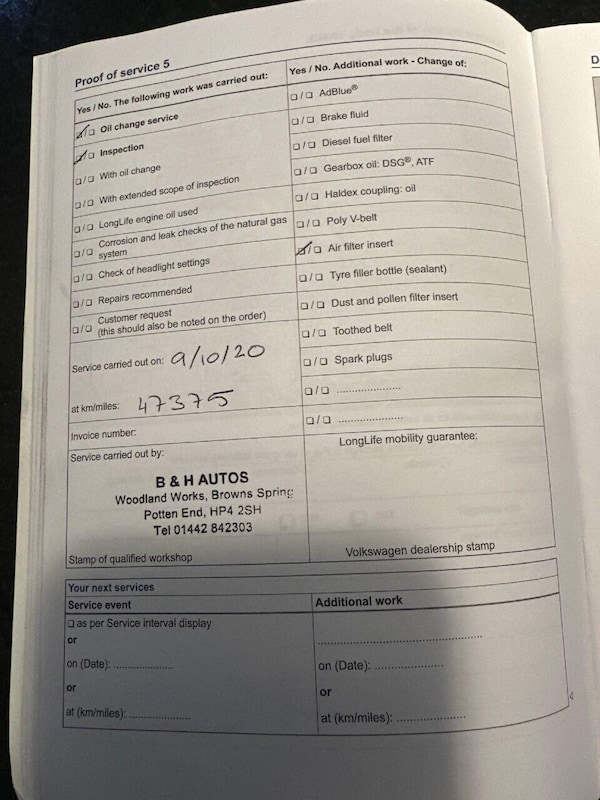 Proof of service 5
Yes / No. The following work was carried out:
☑/☐ Oil change service
☑/☐ Inspection
☐/☐ With oil change
☐/☐ With extended scope of inspection
☐/☐ LongLife engine oil used
☐/☐ Corrosion and leak checks of the natural gas
system
☐/☐ Check of headlight settings
☐/☐ Repairs recommended
☐/☐ Customer request
(this should also be noted on the order)
Service carried out on: 9/10/20
at km/miles: 47375
Invoice number:
Service carried out by:
B & H AUTOS
Woodland Works, Browns Spring
Potten End, HP4 2SH
Tel 01442 842303
Stamp of qualified workshop
Yes / No. Additional work - Change of:
☐/☐ AdBlue®
☐/☐ Brake fluid
☐/☐ Diesel fuel filter
☐/☐ Gearbox oil: DSG®, ATF
☐/☐ Haldex coupling: oil
☐/☐ Poly V-belt
☑/☐ Air filter insert
☐/☐ Tyre filler bottle (sealant)
☐/☐ Dust and pollen filter insert
☐/☐ Toothed belt
☐/☐ Spark plugs
☐/☐ ....................
☐/☐ ....................
LongLife mobility guarantee:
Volkswagen dealership stamp
Your next services
Service event
☐ as per Service interval display
or
on (Date): ..................
or
at (km/miles): ..................
Additional work
..................................................
on (Date): ....................
or
at (km/miles): ....................
D